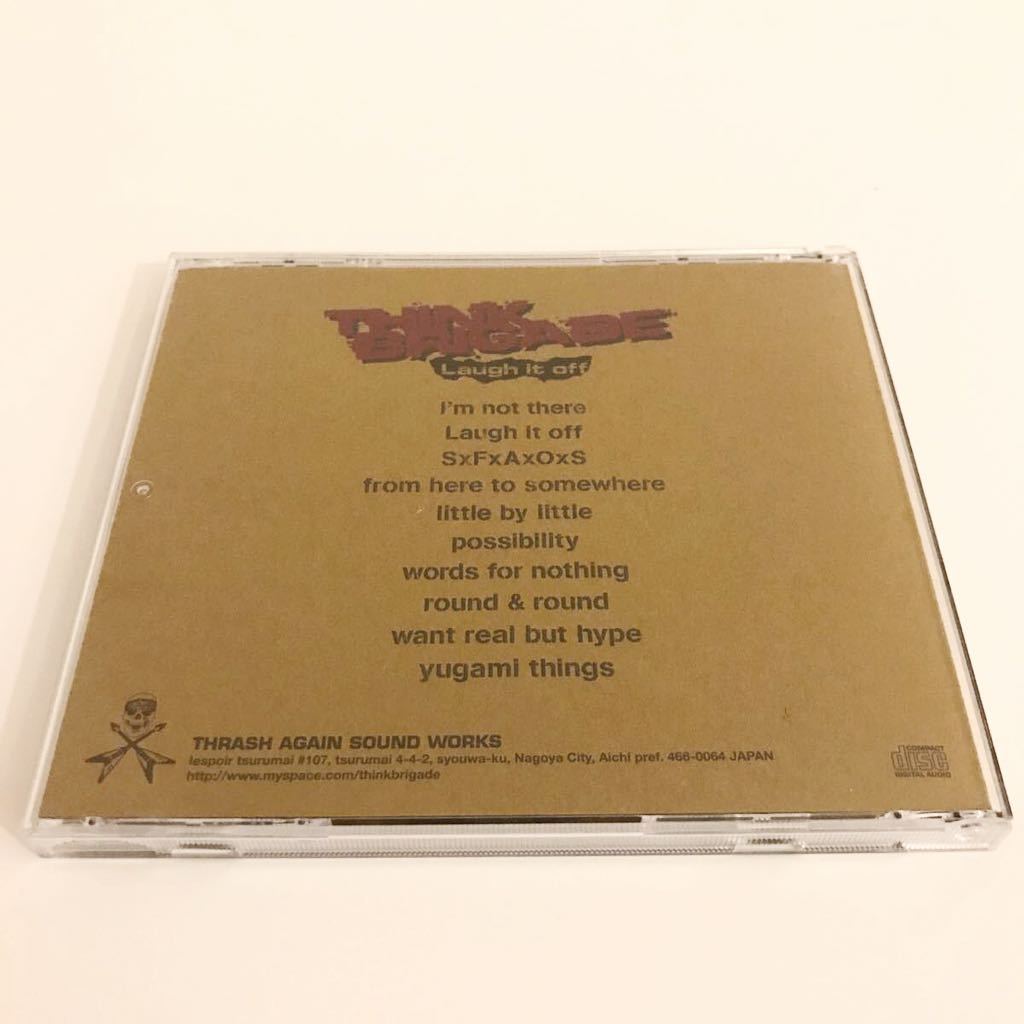 THINK
BRIGADE
Laugh it off
I'm not there
Laugh it off
SxFxAxOxS
from here to somewhere
little by little
possibility
words for nothing
round & round
want real but hype
yugami things
THRASH AGAIN SOUND WORKS
lespoir tsurumai #107, tsurumai 4-4-2, syouwa-ku, Nagoya City, Aichi pref. 466-0064 JAPAN
http://www.myspace.com/thinkbrigade
COMPACT
disc
DIGITAL AUDIO